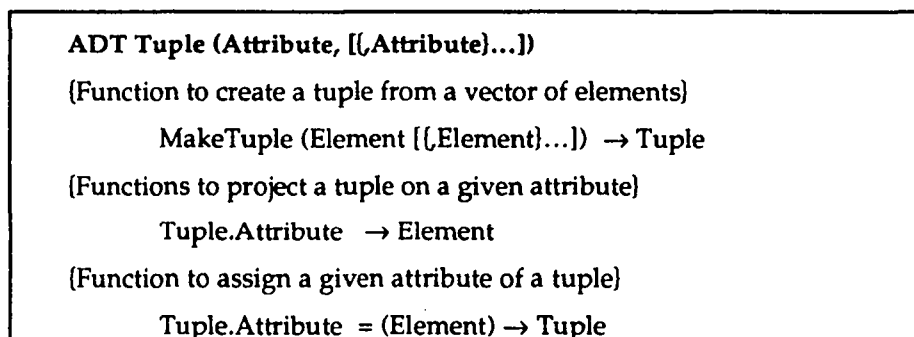 ADT Tuple (Attribute, [{,Attribute}...])
{Function to create a tuple from a vector of elements}
MakeTuple (Element [{,Element}...]) → Tuple
{Functions to project a tuple on a given attribute}
Tuple.Attribute → Element
{Function to assign a given attribute of a tuple}
Tuple.Attribute = (Element) → Tuple